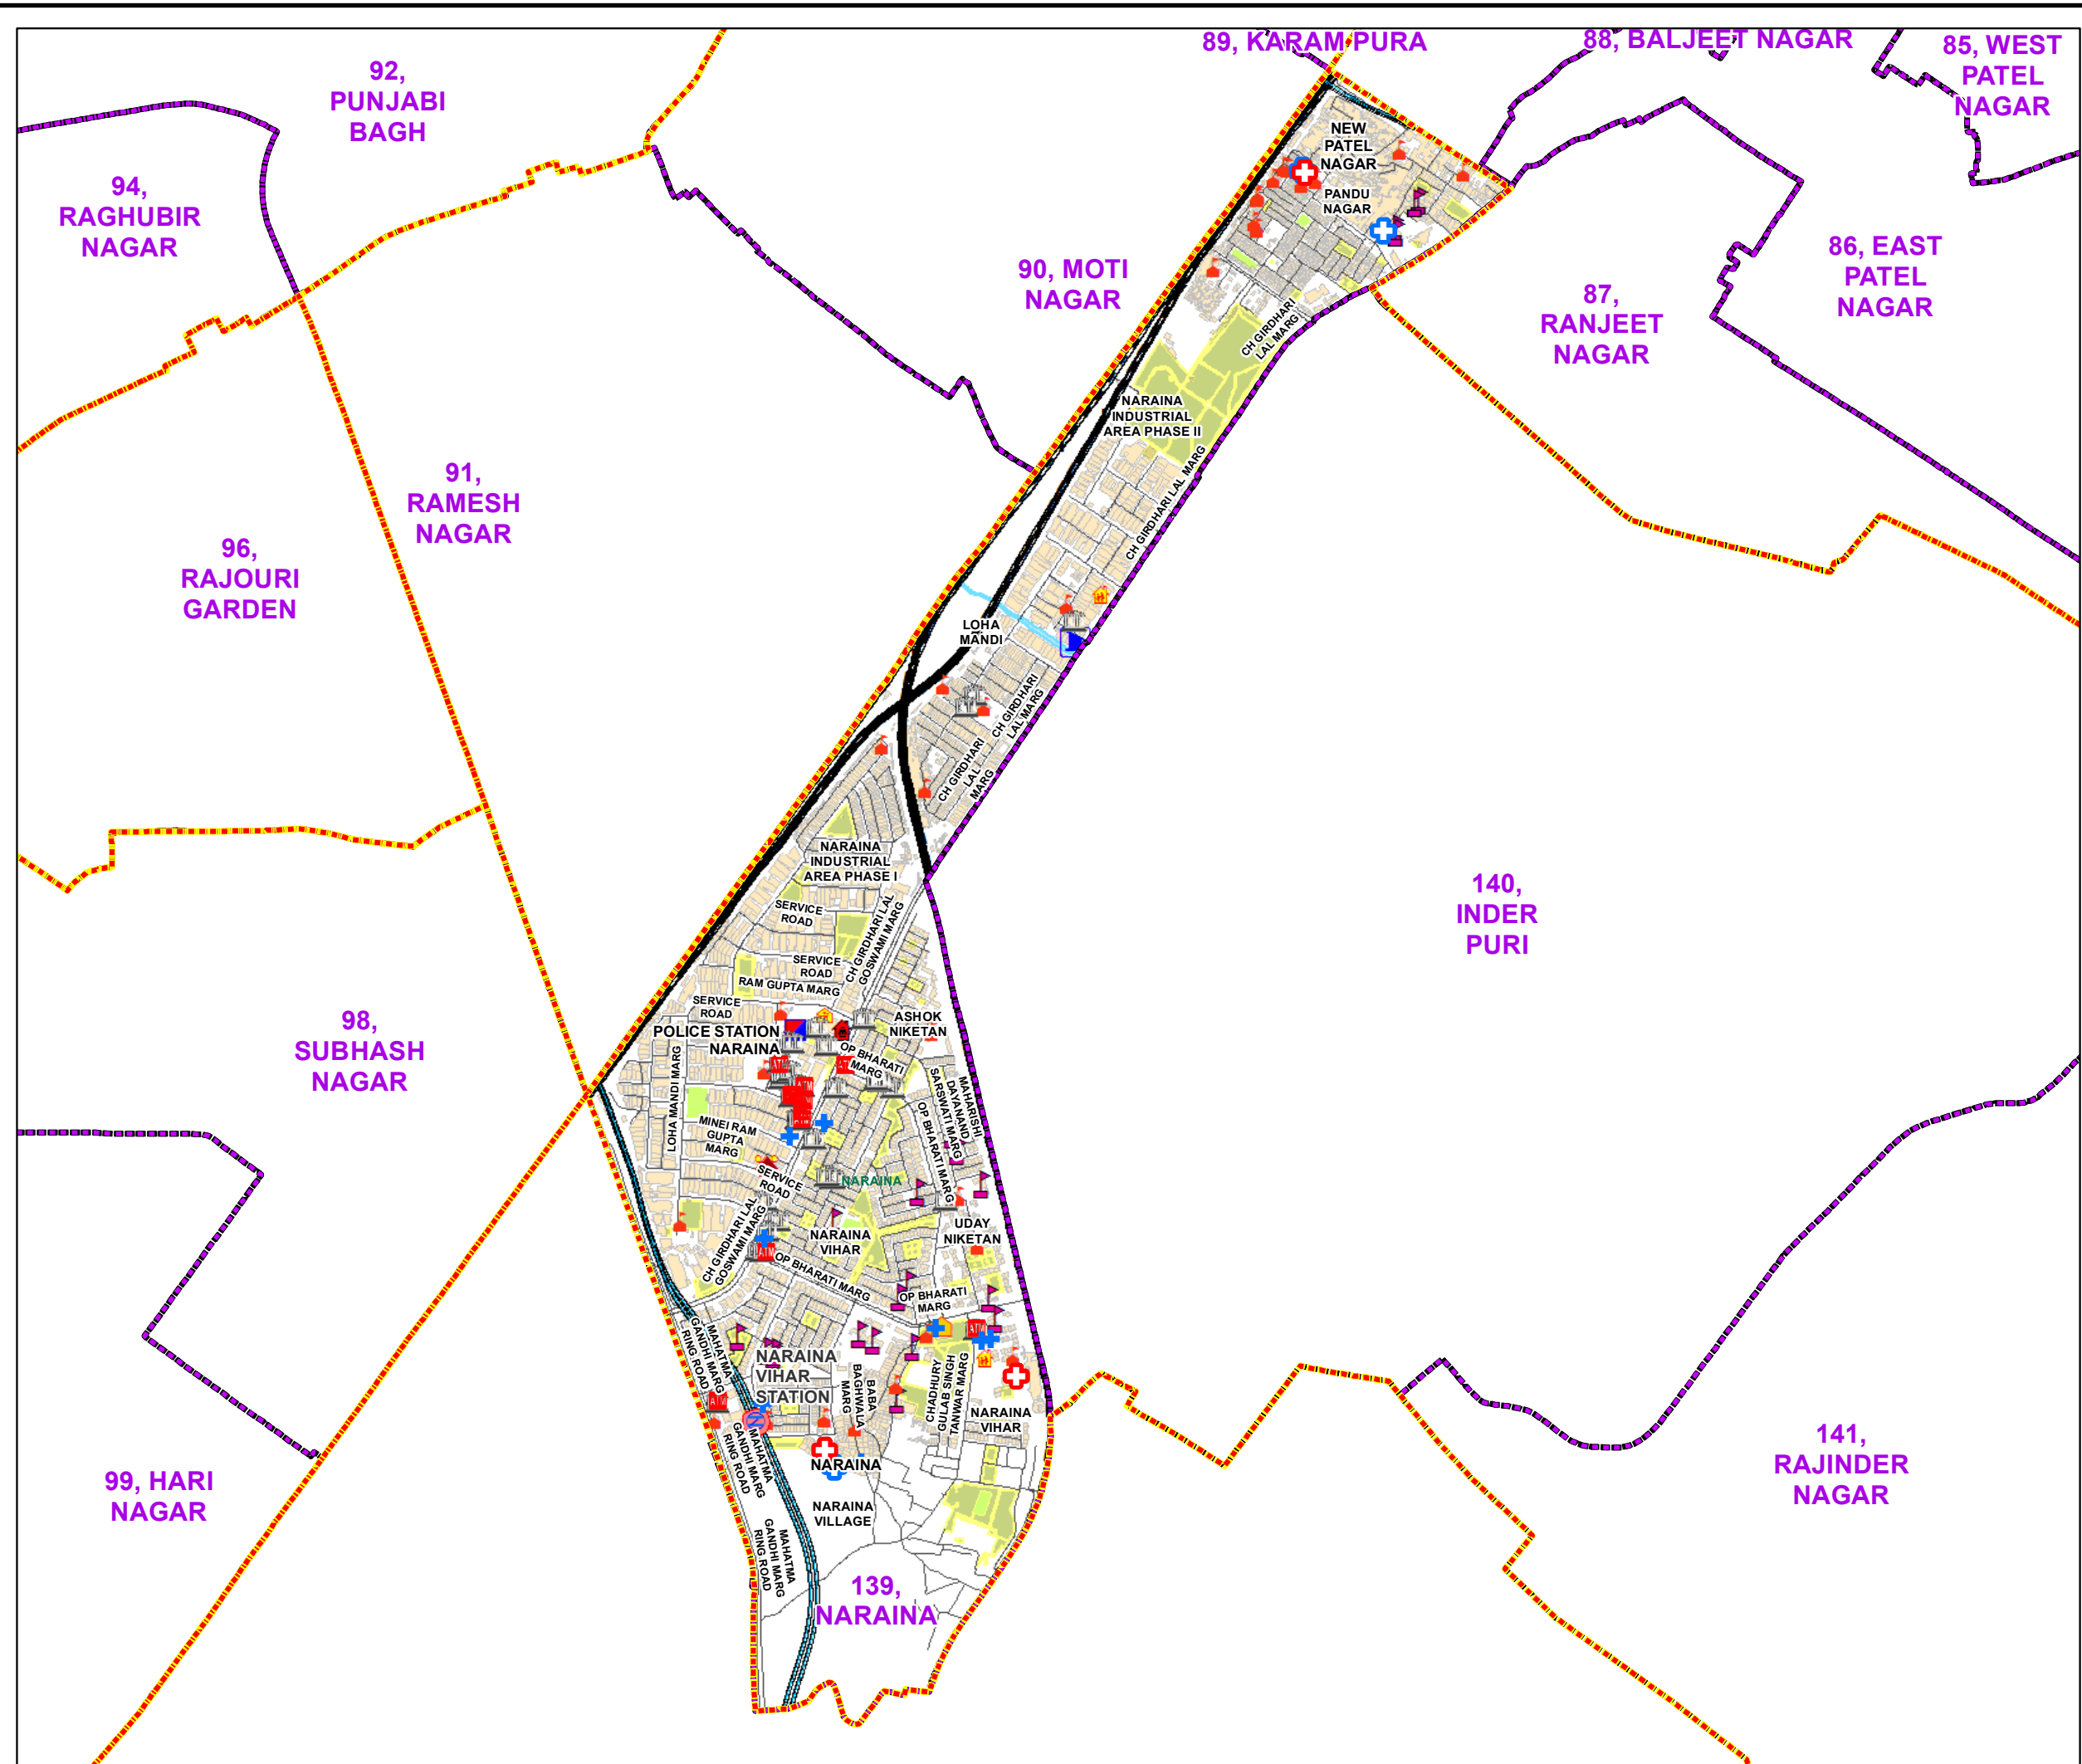 89, KARAM PURA
88, BALJEET NAGAR
85, WEST
PATEL
NAGAR
92,
PUNJABI
BAGH
94,
RAGHUBIR
NAGAR
NEW
PATEL
NAGAR
PANDU
NAGAR
90, MOTI
NAGAR
86, EAST
PATEL
NAGAR
87,
RANJEET
NAGAR
CH GIRDHARI
LAL MARG
NARAINA
INDUSTRIAL
AREA PHASE II
CH GIRDHARI LAL MARG
91,
RAMESH
NAGAR
96,
RAJOURI
GARDEN
LOHA
MANDI
CH GIRDHARI
LAL MARG
CH GIRDHARI
LAL
MARG
NARAINA
INDUSTRIAL
AREA PHASE I
140,
INDER
PURI
SERVICE
ROAD
CH GIRDHARI LAL
GOSWAMI MARG
SERVICE
ROAD
RAM GUPTA MARG
SERVICE
ROAD
98,
SUBHASH
NAGAR
POLICE STATION
NARAINA
ASHOK
NIKETAN
OP BHARATI
MARG
ATM
ATM
ATM
LOHA MANDI MARG
MAHARISHI
DAYANAND
SARSWATI MARG
OP BHARATI MARG
MINEI RAM
GUPTA
MARG
SERVICE
ROAD
NARAINA
CH GIRDHARI LAL
GOSWAMI MARG
NARAINA
VIHAR
UDAY
NIKETAN
ATM
OP BHARATI MARG
OP BHARATI
MARG
ATM
MAHATMA
GANDHI MARG
RING ROAD
NARAINA
VIHAR
STATION
BABA
BAGHWALA
MARG
CHADHURY
GULAB SINGH
TANWAR MARG
ATM
NARAINA
VIHAR
MAHATMA
GANDHI MARG
RING ROAD
NARAINA
NARAINA
VILLAGE
99, HARI
NAGAR
141,
RAJINDER
NAGAR
MAHATMA
GANDHI MARG
RING ROAD
139,
NARAINA